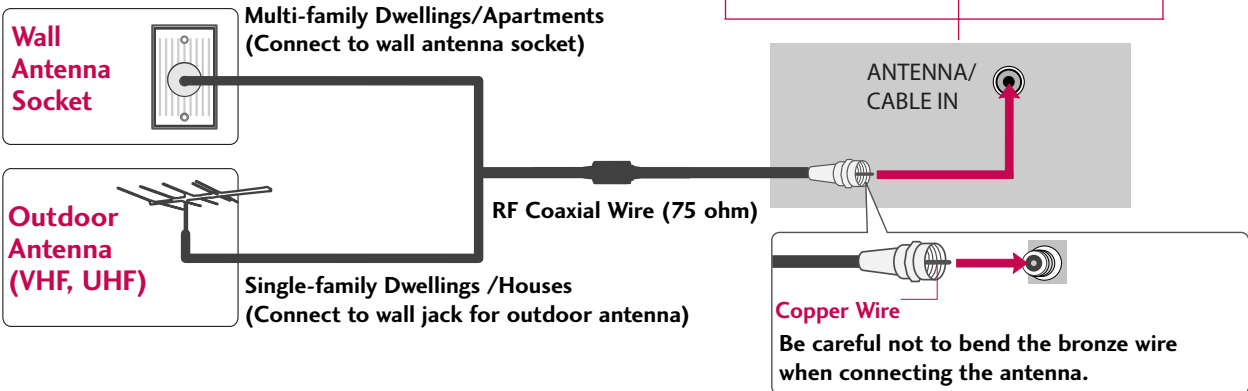 Wall
Antenna
Socket
Multi-family Dwellings/Apartments
(Connect to wall antenna socket)
ANTENNA/
CABLE IN
Outdoor
Antenna
(VHF, UHF)
RF Coaxial Wire (75 ohm)
Single-family Dwellings /Houses
(Connect to wall jack for outdoor antenna)
Copper Wire
Be careful not to bend the bronze wire
when connecting the antenna.